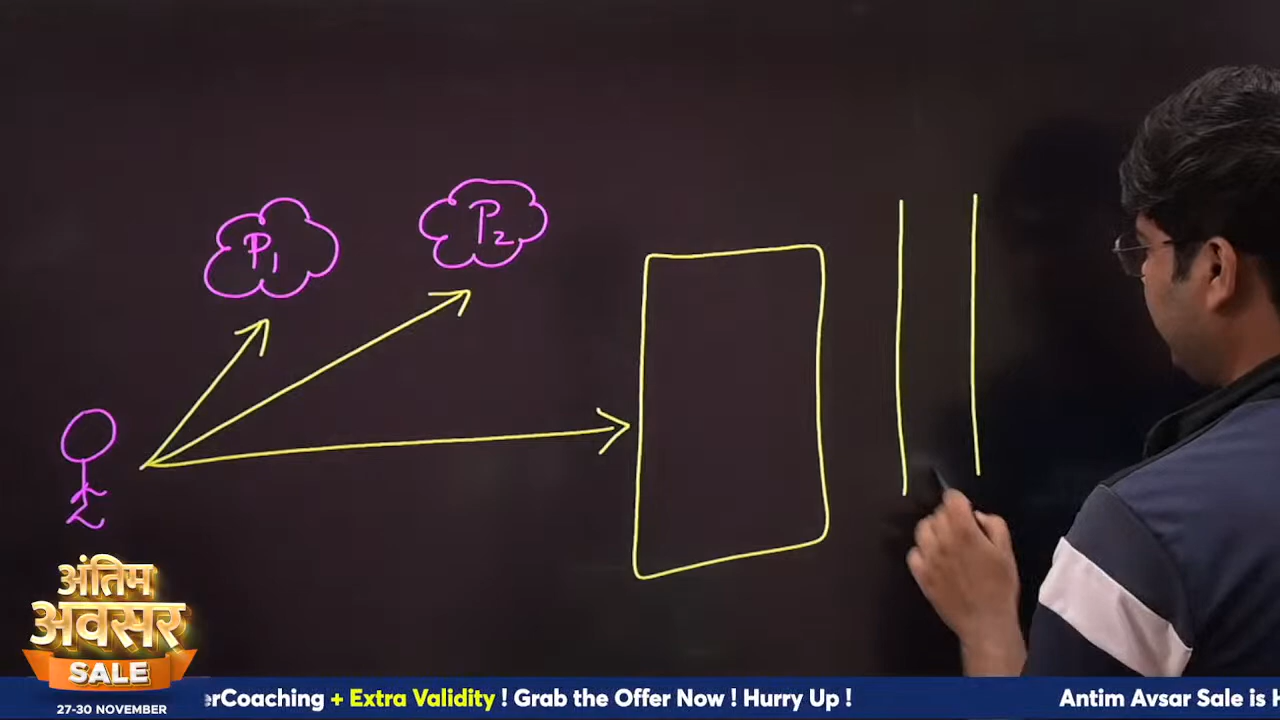 P1
P2
अंतिम
अवसर
SALE
27-30 NOVEMBER
erCoaching + Extra Validity ! Grab the Offer Now ! Hurry Up !
Antim Avsar Sale is